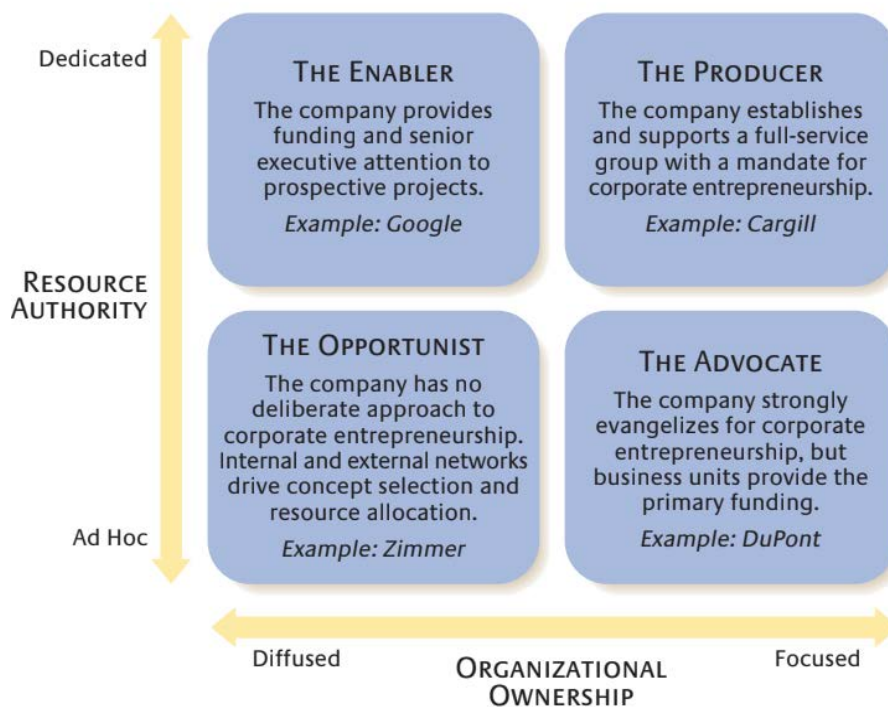 Dedicated
THE ENABLER
The company provides
funding and senior
executive attention to
prospective projects.
Example: Google
THE PRODUCER
The company establishes
and supports a full-service
group with a mandate for
corporate entrepreneurship.
Example: Cargill
RESOURCE
AUTHORITY
THE OPPORTUNIST
The company has no
deliberate approach to
corporate entrepreneurship.
Internal and external networks
drive concept selection and
resource allocation.
Example: Zimmer
THE ADVOCATE
The company strongly
evangelizes for corporate
entrepreneurship, but
business units provide the
primary funding.
Example: DuPont
Ad Hoc
Diffused
ORGANIZATIONAL
OWNERSHIP
Focused